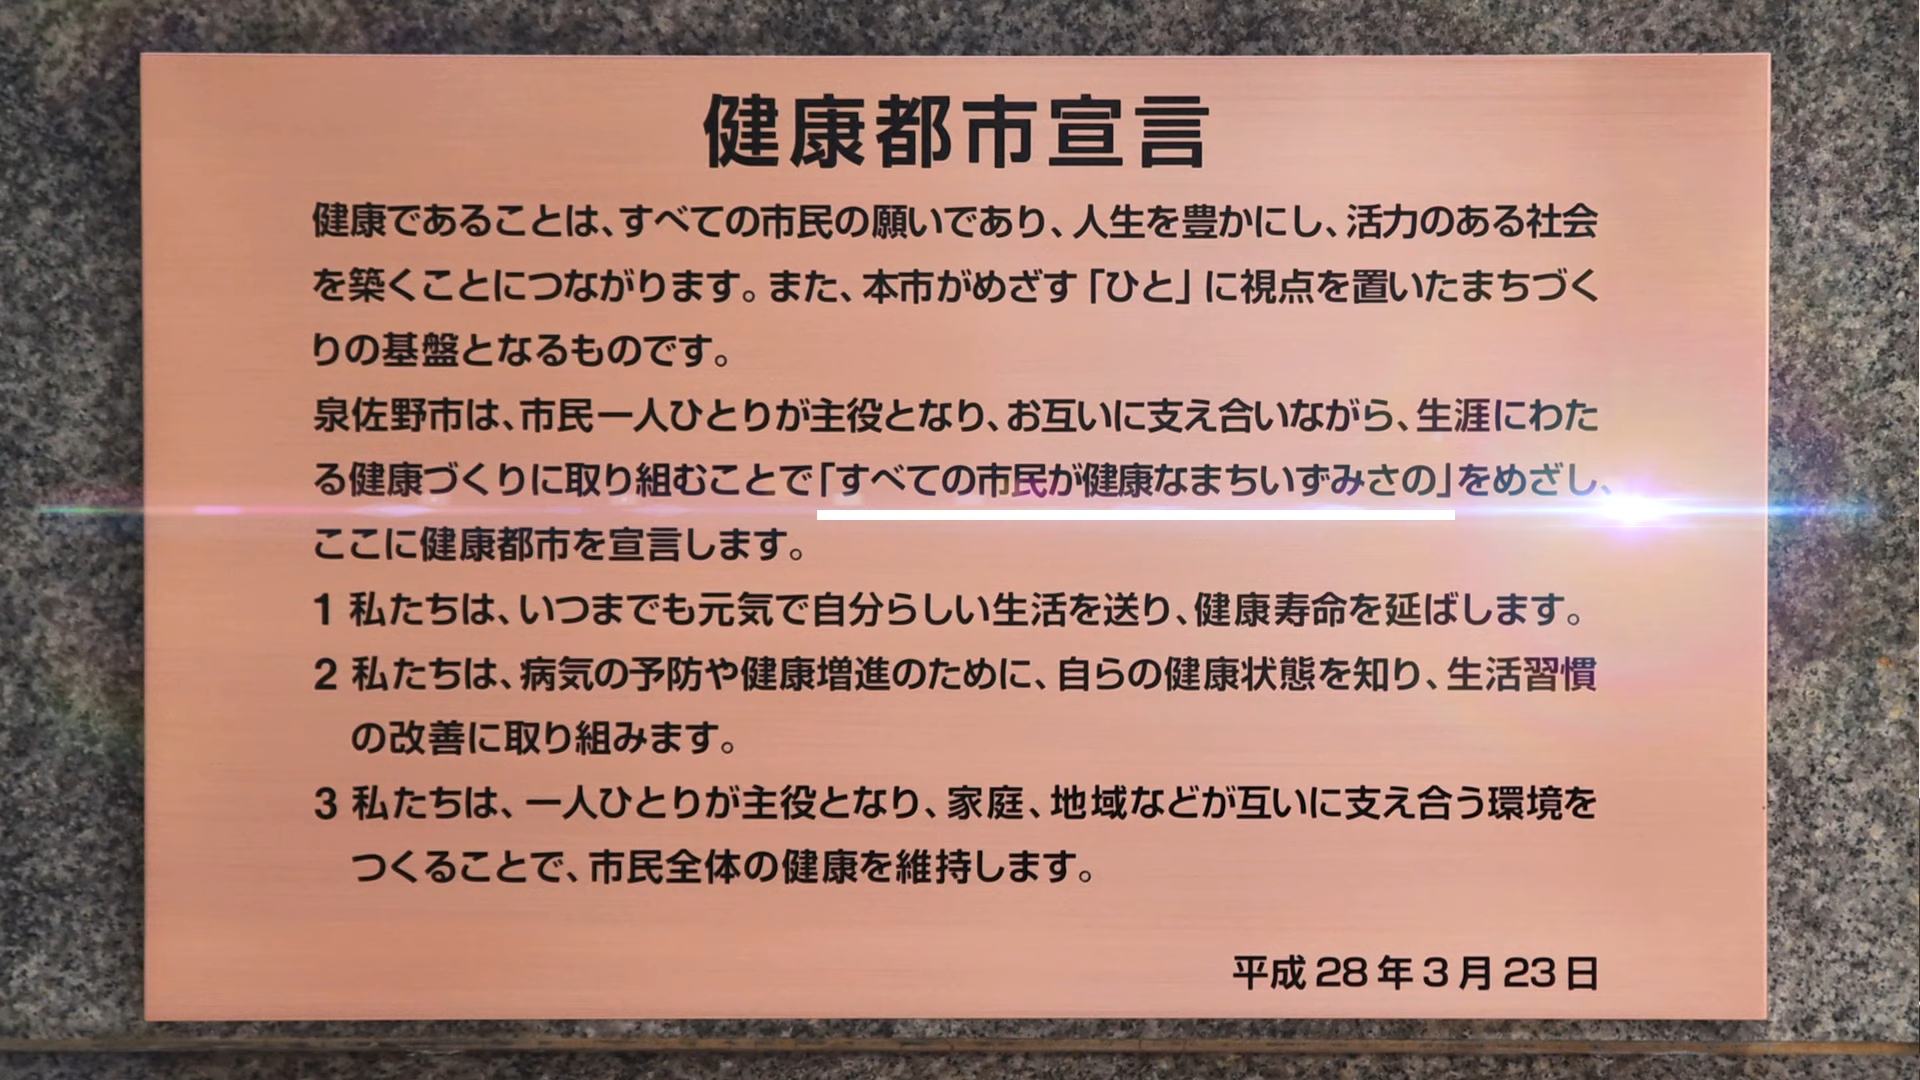 健康都市宣言
健康であることは、すべての市民の願いであり、人生を豊かにし、活力のある社会
を築くことにつながります。また、本市がめざす「ひと」に視点を置いたまちづく
りの基盤となるものです。
泉佐野市は、市民一人ひとりが主役となり、お互いに支え合いながら、生涯にわた
る健康づくりに取り組むことで「すべての市民が健康なまちいずみさの」をめざし、
ここに健康都市を宣言します。
1 私たちは、いつまでも元気で自分らしい生活を送り、健康寿命を延ばします。
2 私たちは、病気の予防や健康増進のために、自らの健康状態を知り、生活習慣
の改善に取り組みます。
3 私たちは、一人ひとりが主役となり、家庭、地域などが互いに支え合う環境を
つくることで、市民全体の健康を維持します。
平成28年3月23日